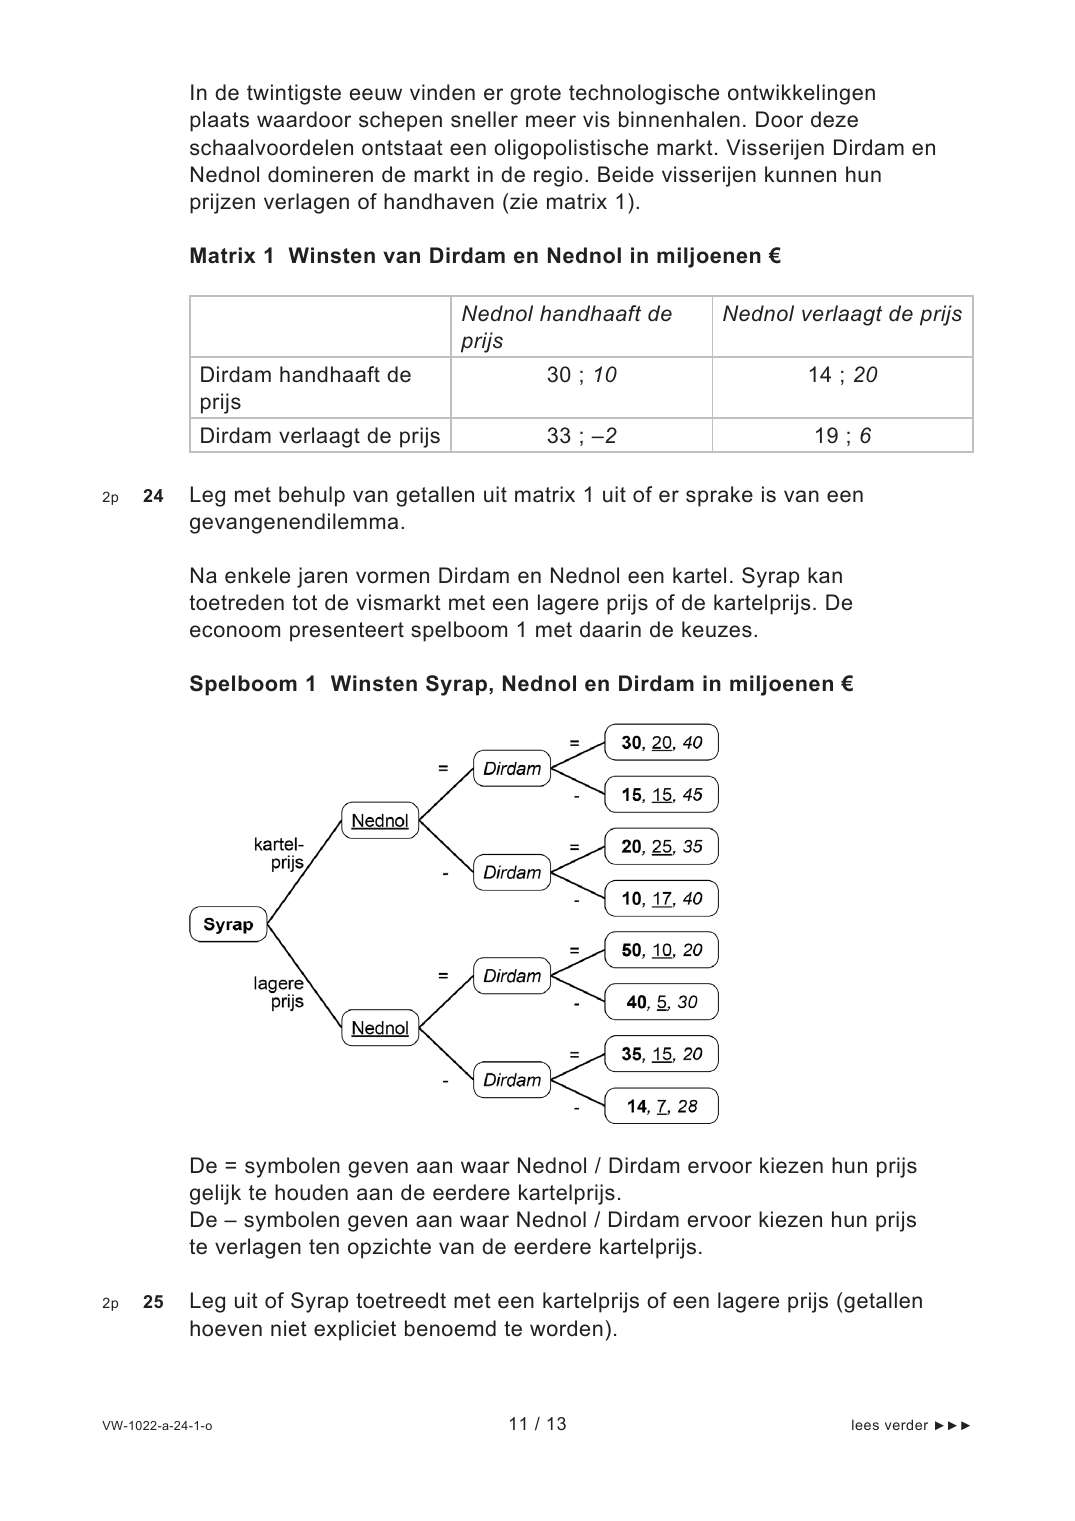 In de twintigste eeuw vinden er grote technologische ontwikkelingen
plaats waardoor schepen sneller meer vis binnenhalen. Door deze
schaalvoordelen ontstaat een oligopolistische markt. Visserijen Dirdam en
Nednol domineren de markt in de regio. Beide visserijen kunnen hun
prijzen verlagen of handhaven (zie matrix 1).
Matrix 1 Winsten van Dirdam en Nednol in miljoenen €
Nednol handhaaft de prijs
Nednol verlaagt de prijs
Dirdam handhaaft de prijs
30 ; 10
14 ; 20
Dirdam verlaagt de prijs
33 ; –2
19 ; 6
2p 24 Leg met behulp van getallen uit matrix 1 uit of er sprake is van een
gevangenendilemma.
Na enkele jaren vormen Dirdam en Nednol een kartel. Syrap kan
toetreden tot de vismarkt met een lagere prijs of de kartelprijs. De
econoom presenteert spelboom 1 met daarin de keuzes.
Spelboom 1 Winsten Syrap, Nednol en Dirdam in miljoenen €
= 30, 20, 40
= Dirdam
- 15, 15, 45
Nednol
kartel-
prijs
= 20, 25, 35
- Dirdam
- 10, 17, 40
Syrap
= 50, 10, 20
= Dirdam
lagere
prijs
- 40, 5, 30
Nednol
= 35, 15, 20
- Dirdam
- 14, 7, 28
De = symbolen geven aan waar Nednol / Dirdam ervoor kiezen hun prijs
gelijk te houden aan de eerdere kartelprijs.
De – symbolen geven aan waar Nednol / Dirdam ervoor kiezen hun prijs
te verlagen ten opzichte van de eerdere kartelprijs.
2p 25 Leg uit of Syrap toetreedt met een kartelprijs of een lagere prijs (getallen
hoeven niet expliciet benoemd te worden).
VW-1022-a-24-1-o 11 / 13 lees verder ►►►